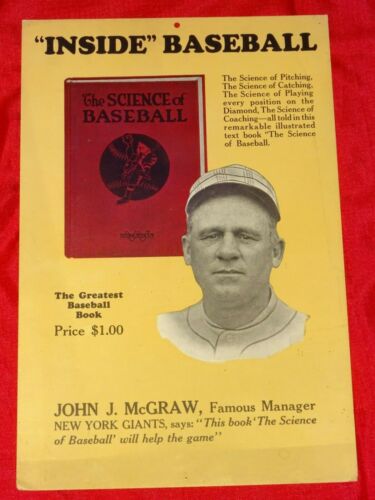 "INSIDE" BASEBALL
The SCIENCE of
BASEBALL
The Science of Pitching,
The Science of Catching,
The Science of Playing
every position on the
Diamond, The Science of
Coaching—all told in this
remarkable illustrated
text book "The Science
of Baseball.
The Greatest
Baseball
Book
Price $1.00
JOHN J. McGRAW, Famous Manager
NEW YORK GIANTS, says: "This book 'The Science
of Baseball' will help the game"